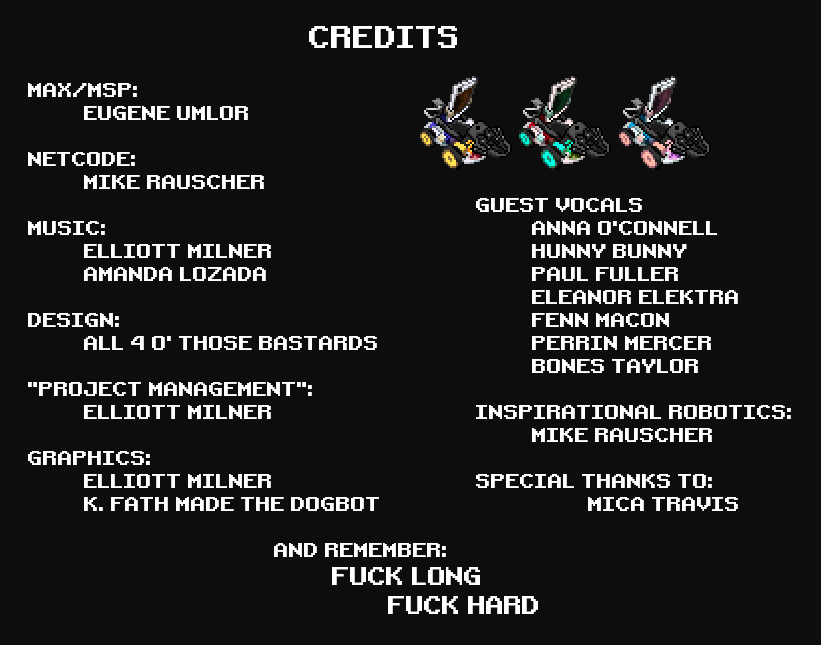 CREDITS
MAX/MSP:
EUGENE UMLOR
NETCODE:
MIKE RAUSCHER
MUSIC:
ELLIOTT MILNER
AMANDA LOZADA
DESIGN:
ALL 4 O' THOSE BASTARDS
"PROJECT MANAGEMENT":
ELLIOTT MILNER
GRAPHICS:
ELLIOTT MILNER
K. FATH MADE THE DOGBOT
GUEST VOCALS
ANNA O'CONNELL
HUNNY BUNNY
PAUL FULLER
ELEANOR ELEKTRA
FENN MACON
PERRIN MERCER
BONES TAYLOR
INSPIRATIONAL ROBOTICS:
MIKE RAUSCHER
SPECIAL THANKS TO:
MICA TRAVIS
AND REMEMBER:
FUCK LONG
FUCK HARD